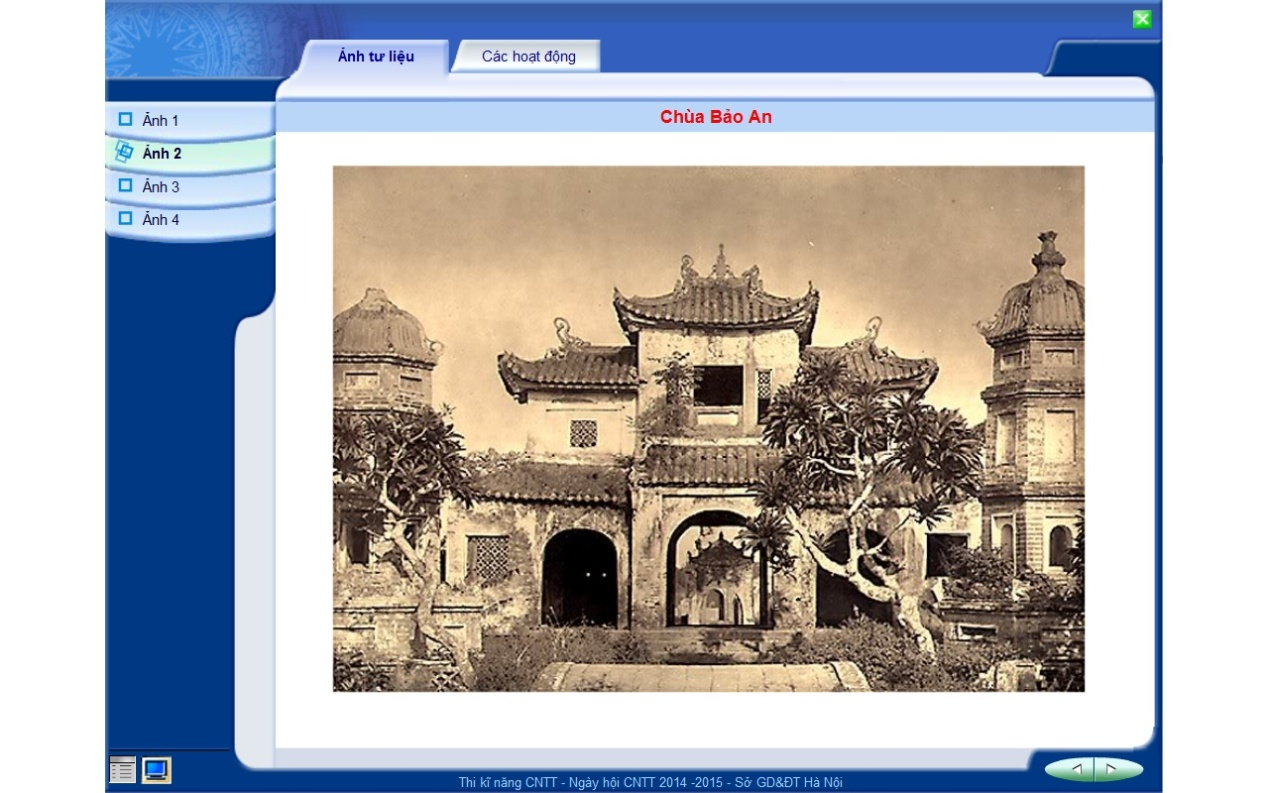 Ảnh tư liệu
Các hoạt động
Ảnh 1
Ảnh 2
Ảnh 3
Ảnh 4
Chùa Bảo An
Thi kĩ năng CNTT - Ngày hội CNTT 2014 -2015 - Sở GD&ĐT Hà Nội